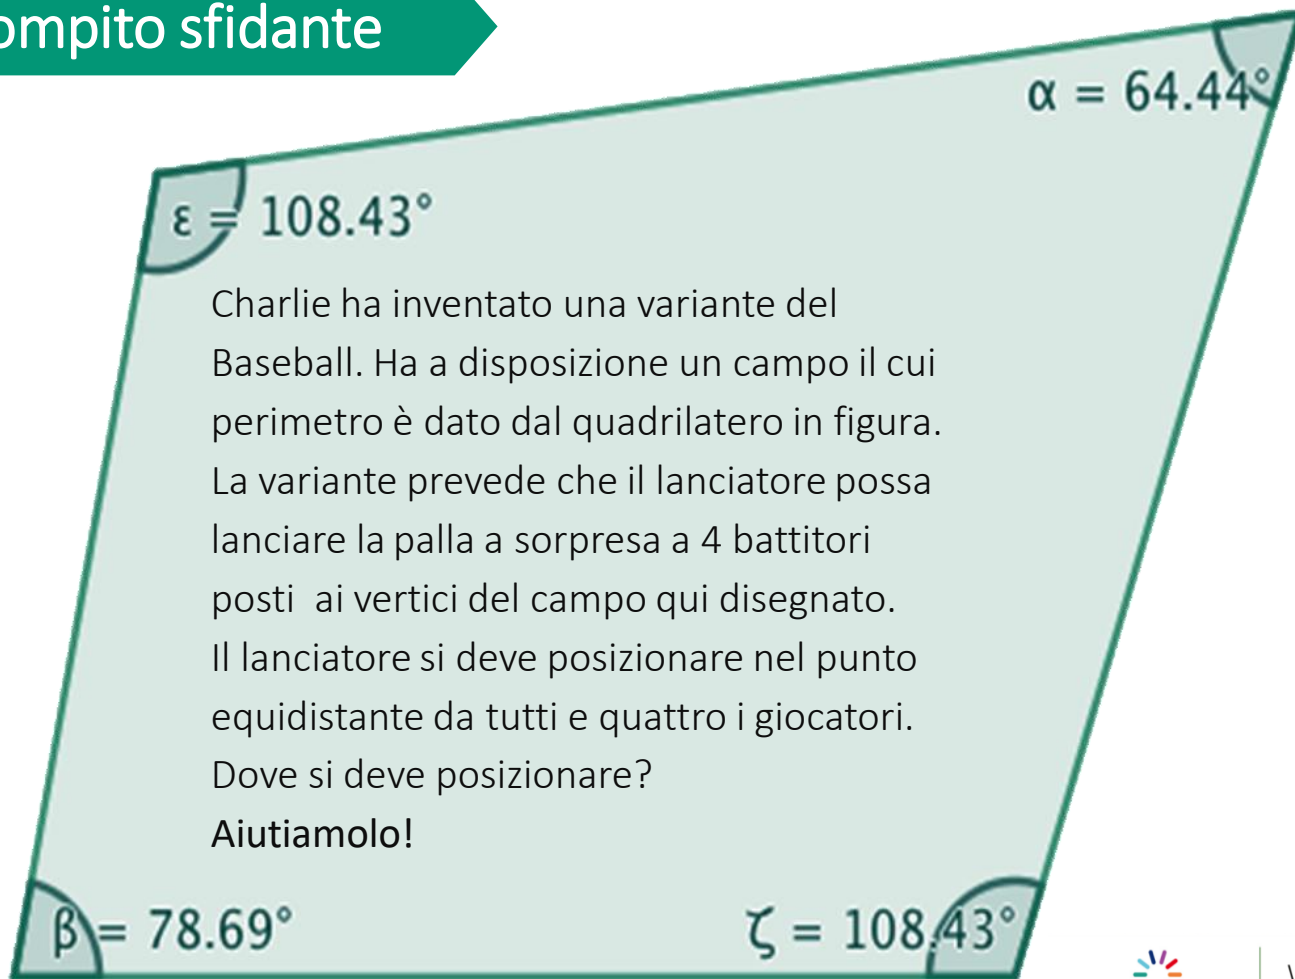 ompito sfidante
α = 64.44°
ε = 108.43°
Charlie ha inventato una variante del
Baseball. Ha a disposizione un campo il cui
perimetro è dato dal quadrilatero in figura.
La variante prevede che il lanciatore possa
lanciare la palla a sorpresa a 4 battitori
posti ai vertici del campo qui disegnato.
Il lanciatore si deve posizionare nel punto
equidistante da tutti e quattro i giocatori.
Dove si deve posizionare?
Aiutiamolo!
β = 78.69°
ζ = 108.43°